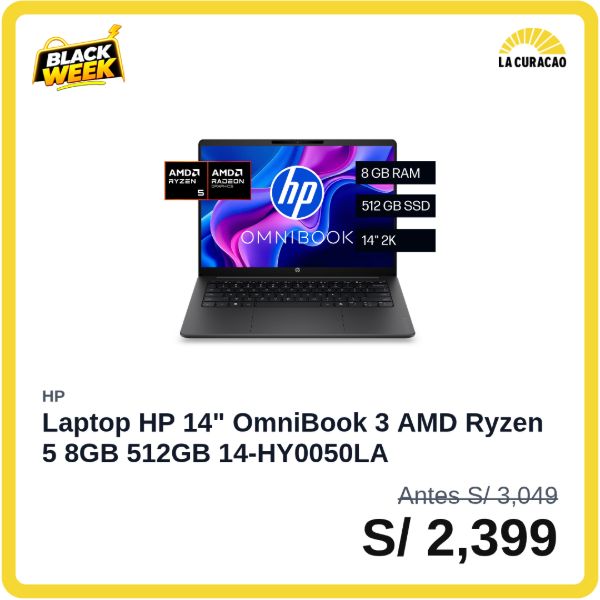 BLACK
WEEK
LA CURACAO
AMD
RYZEN
5
AMD
RADEON
GRAPHICS
hp
OMNIBOOK
8 GB RAM
512 GB SSD
14" 2K
HP
Laptop HP 14" OmniBook 3 AMD Ryzen
5 8GB 512GB 14-HY0050LA
Antes S/ 3,049
S/ 2,399